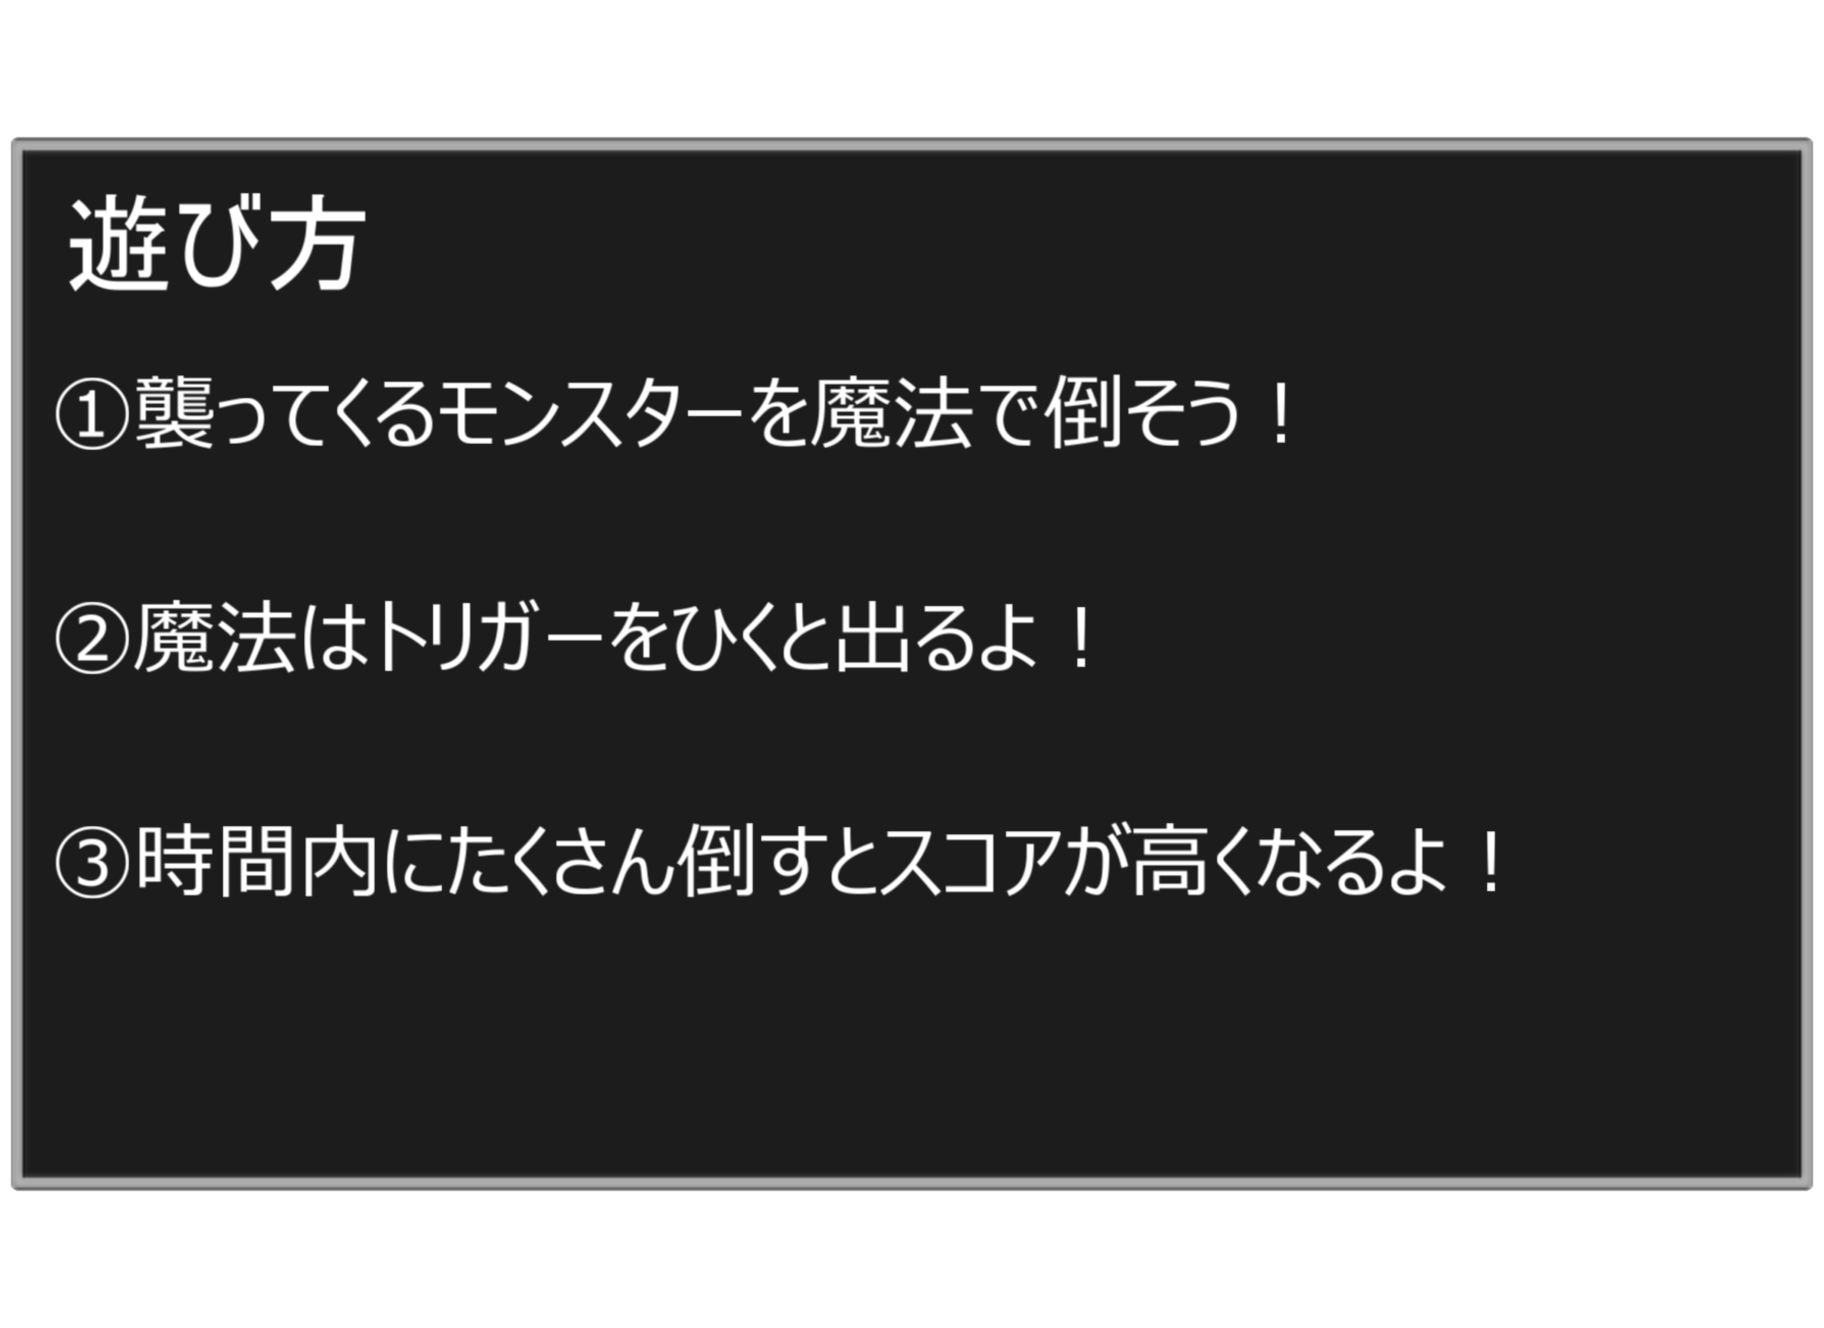 遊び方
①襲ってくるモンスターを魔法で倒そう！
②魔法はトリガーをひくと出るよ！
③時間内にたくさん倒すとスコアが高くなるよ！